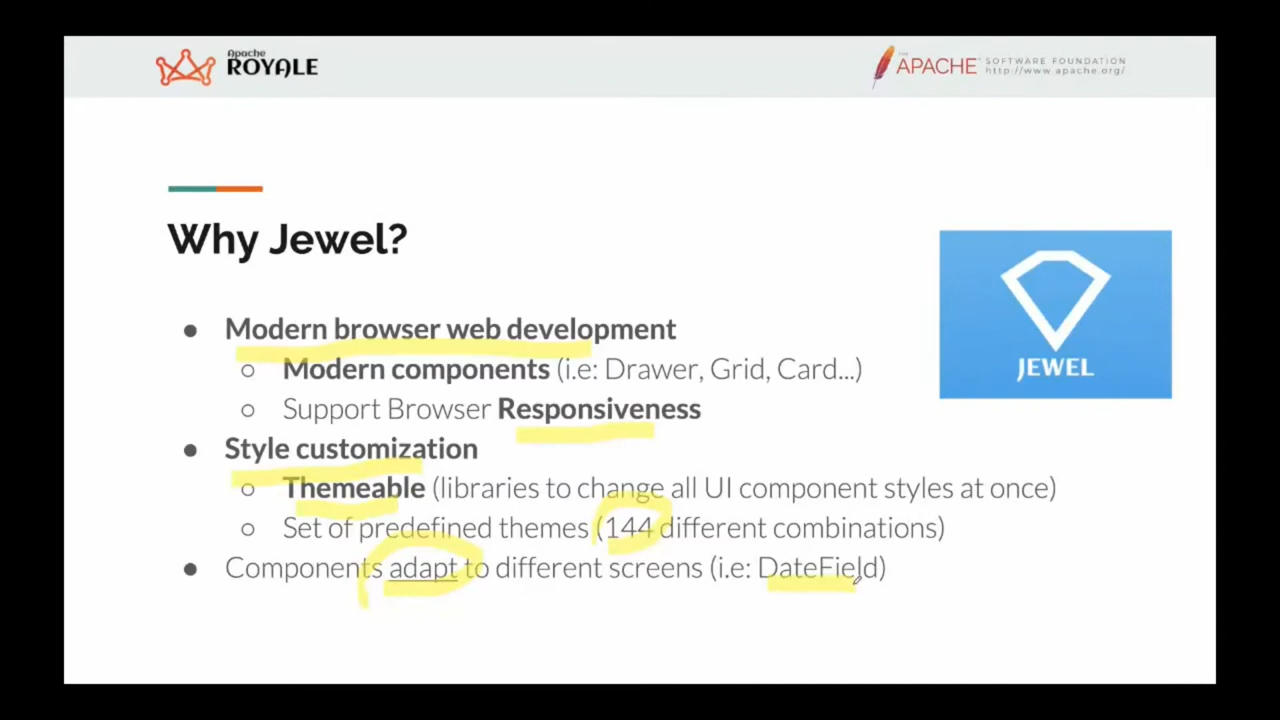 Apache
ROYALE
THE
APACHE® SOFTWARE FOUNDATION
http://www.apache.org/
Why Jewel?
● Modern browser web development
○ Modern components (i.e: Drawer, Grid, Card...)
○ Support Browser Responsiveness
● Style customization
○ Themeable (libraries to change all UI component styles at once)
○ Set of predefined themes (144 different combinations)
● Components adapt to different screens (i.e: DateField)
JEWEL